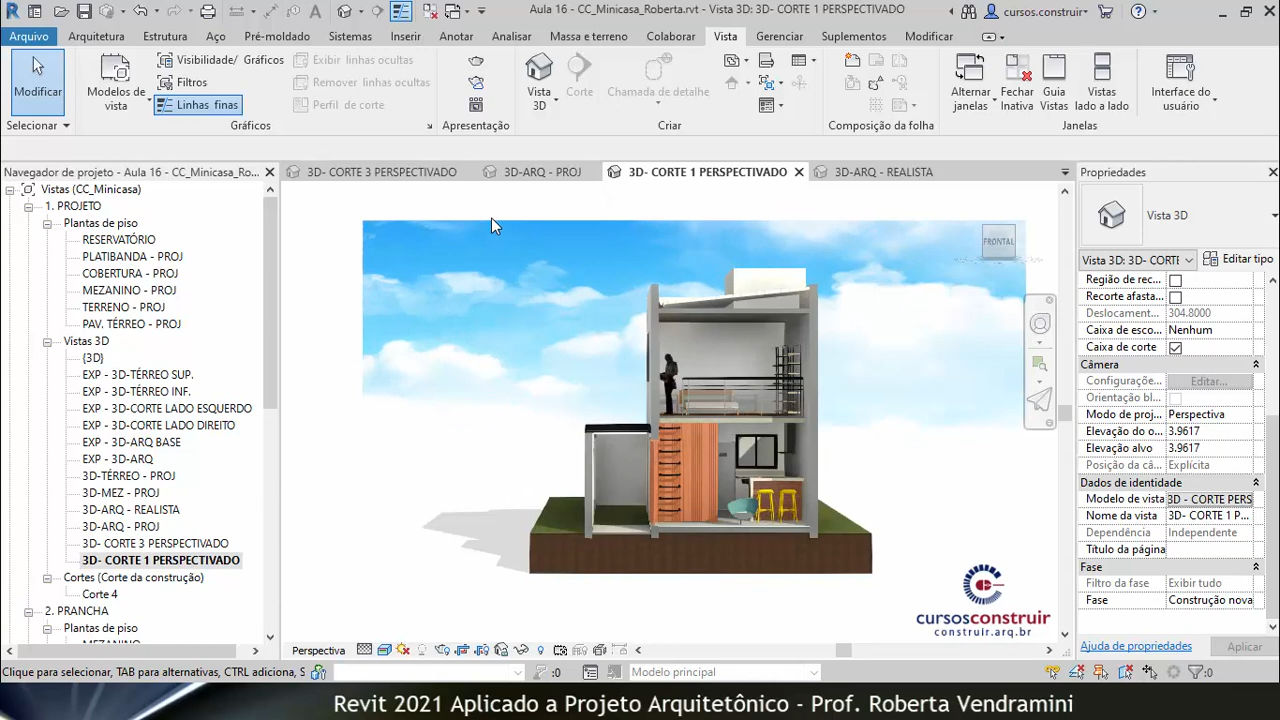 Aula 16 - CC_Minicasa_Roberta.rvt - Vista 3D: 3D- CORTE 1 PERSPECTIVADO
cursos.construir
Arquivo Arquitetura Estrutura Aço Pré-moldado Sistemas Inserir Anotar Analisar Massa e terreno Colaborar Vista Gerenciar Suplementos Modificar
Modificar
Modelos de vista
Visibilidade/ Gráficos
Filtros
Linhas finas
Exibir linhas ocultas
Remover linhas ocultas
Perfil de corte
Vista 3D
Corte
Chamada de detalhe
Alternar janelas
Fechar Inativa
Guia Vistas
Vistas lado a lado
Interface do usuário
Selecionar Gráficos Apresentação Criar Composição da folha Janelas
Navegador de projeto - Aula 16 - CC_Minicasa_Ro...
3D- CORTE 3 PERSPECTIVADO 3D-ARQ - PROJ 3D- CORTE 1 PERSPECTIVADO 3D-ARQ - REALISTA
Vistas (CC_Minicasa)
1. PROJETO
Plantas de piso
RESERVATÓRIO
PLATIBANDA - PROJ
COBERTURA - PROJ
MEZANINO - PROJ
TERRENO - PROJ
PAV. TÉRREO - PROJ
Vistas 3D
{3D}
EXP - 3D-TÉRREO SUP.
EXP - 3D-TÉRREO INF.
EXP - 3D-CORTE LADO ESQUERDO
EXP - 3D-CORTE LADO DIREITO
EXP - 3D-ARQ BASE
EXP - 3D-ARQ
3D-TÉRREO - PROJ
3D-MEZ - PROJ
3D-ARQ - REALISTA
3D-ARQ - PROJ
3D- CORTE 3 PERSPECTIVADO
3D- CORTE 1 PERSPECTIVADO
Cortes (Corte da construção)
Corte 4
2. PRANCHA
Plantas de piso
MEZANINO
FRONTAL
cursosconstruir
construir.arq.br
Propriedades
Vista 3D
Vista 3D: 3D- CORTE Editar tipo
Região de rec...
Recorte afasta...
Deslocament... 304.8000
Caixa de esco... Nenhum
Caixa de corte
Câmera
Configuraçõe... Editar...
Orientação bl...
Modo de proj... Perspectiva
Elevação do o... 3.9617
Elevação alvo 3.9617
Posição da câ... Explícita
Dados de identidade
Modelo de vista 3D - CORTE PERS
Nome da vista 3D- CORTE 1 P...
Dependência Independente
Título da página
Fase
Filtro da fase Exibir tudo
Fase Construção nova
Ajuda de propriedades Aplicar
Perspectiva
Clique para selecionar, TAB para alternativas, CTRL adiciona, S
:0 Modelo principal :0
Revit 2021 Aplicado a Projeto Arquitetônico - Prof. Roberta Vendramini